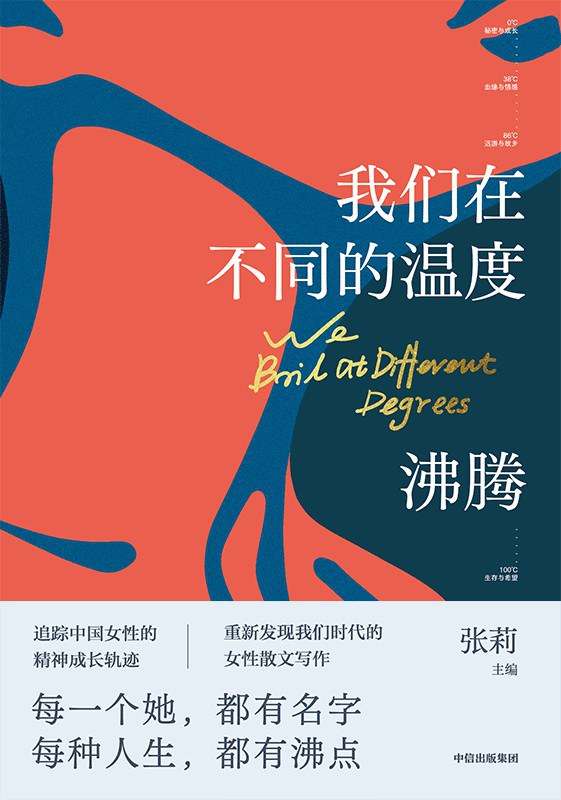 0℃
秘密与成长
38℃
血缘与情感
86℃
远游与故乡
我们在
不同的温度
We
Boil at Different
Degrees
沸腾
100℃
生存与希望
追踪中国女性的
精神成长轨迹
重新发现我们时代的
女性散文写作
张莉
主编
每一个她，都有名字
每种人生，都有沸点
中信出版集团